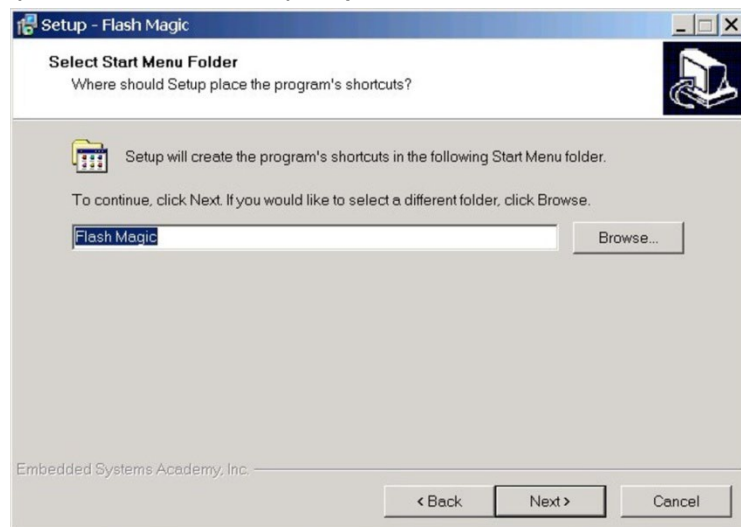 Setup - Flash Magic
Select Start Menu Folder
Where should Setup place the program's shortcuts?
Setup will create the program's shortcuts in the following Start Menu folder.
To continue, click Next. If you would like to select a different folder, click Browse.
Flash Magic
Browse...
Embedded Systems Academy, Inc.
< Back
Next >
Cancel